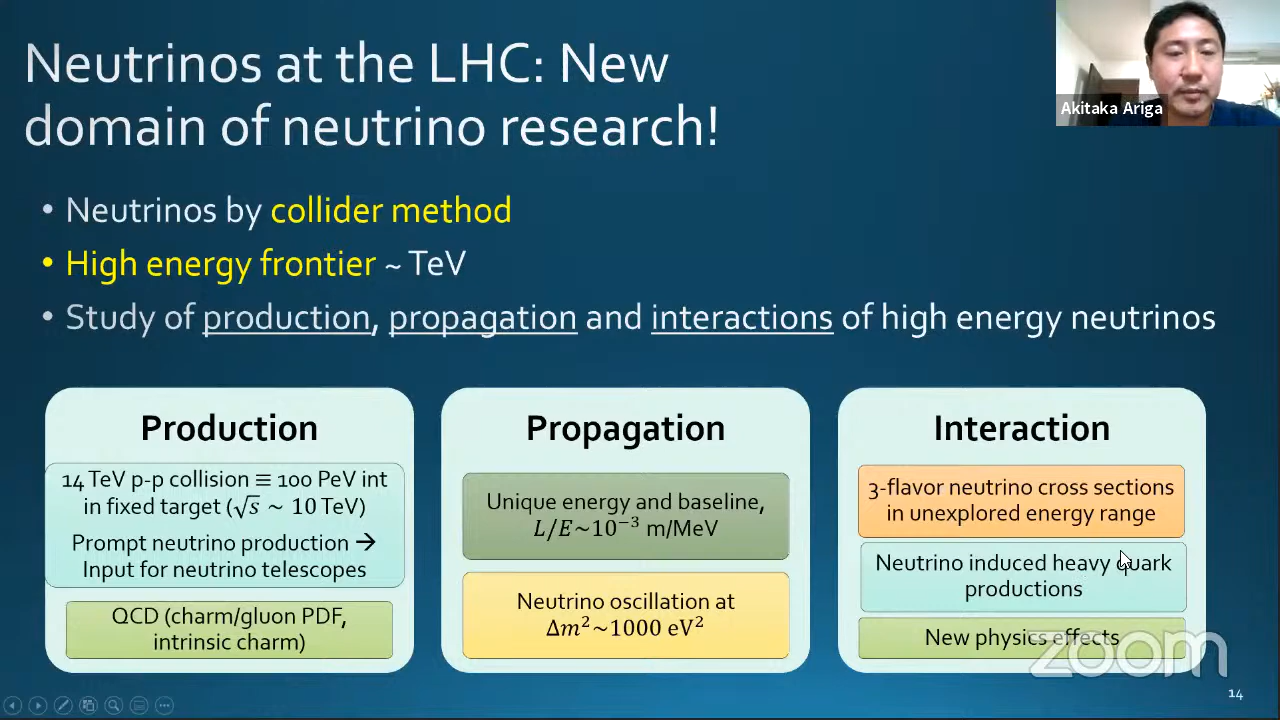 Neutrinos at the LHC: New
domain of neutrino research!
Akitaka Ariga
• Neutrinos by collider method
• High energy frontier ~ TeV
• Study of production, propagation and interactions of high energy neutrinos
Production
14 TeV p-p collision ≡ 100 PeV int
in fixed target (√s ~ 10 TeV)
Prompt neutrino production →
Input for neutrino telescopes
QCD (charm/gluon PDF,
intrinsic charm)
Propagation
Unique energy and baseline,
L/E~10⁻³ m/MeV
Neutrino oscillation at
Δm²~1000 eV²
Interaction
3-flavor neutrino cross sections
in unexplored energy range
Neutrino induced heavy quark
productions
New physics effects
zoom
14